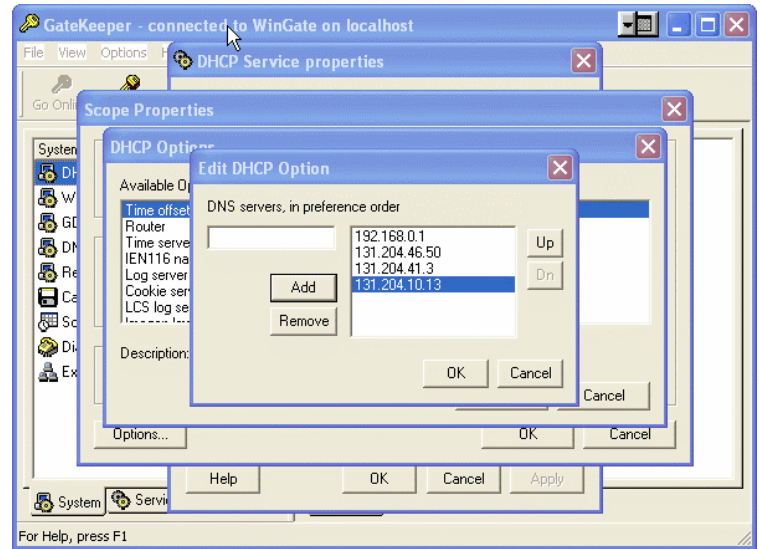 GateKeeper - connected to WinGate on localhost
File View Options
DHCP Service properties
Go
Scope Properties
DHCP Options
System
Edit DHCP Option
Available
DNS servers, in preference order
Time offset
Router
Time serve
IEN116 na
Log server
Cookie ser
LCS log se
192.168.0.1
131.204.46.50
131.204.41.3
131.204.10.13
Up
Dn
Add
Remove
Description:
OK Cancel
Cancel
Options...
OK Cancel
Help OK Cancel Apply
System Servi
For Help, press F1